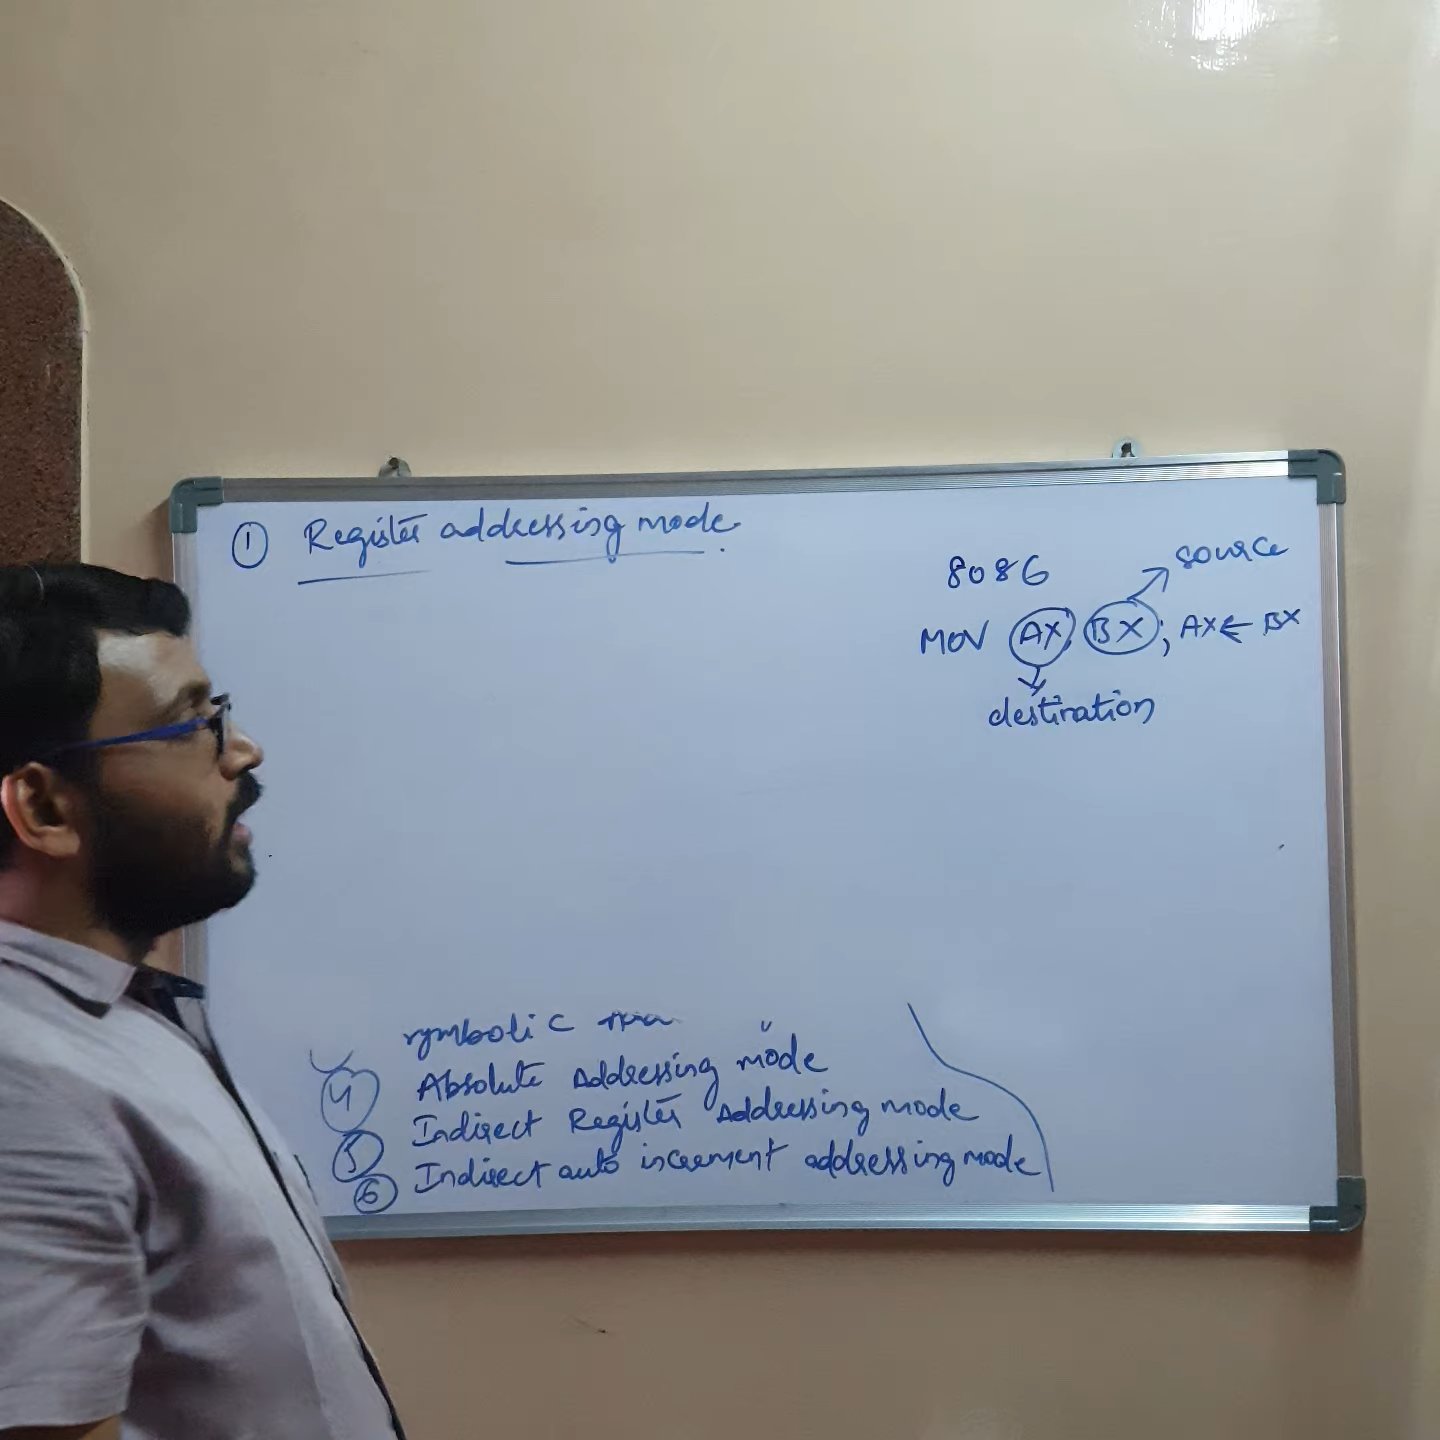 ① Register addressing mode.
8086
source
MOV AX, BX ; AX ← BX
destination
symbolic
④ Absolute Addressing mode
⑤ Indirect Register Addressing mode
⑥ Indirect auto increment addressing mode